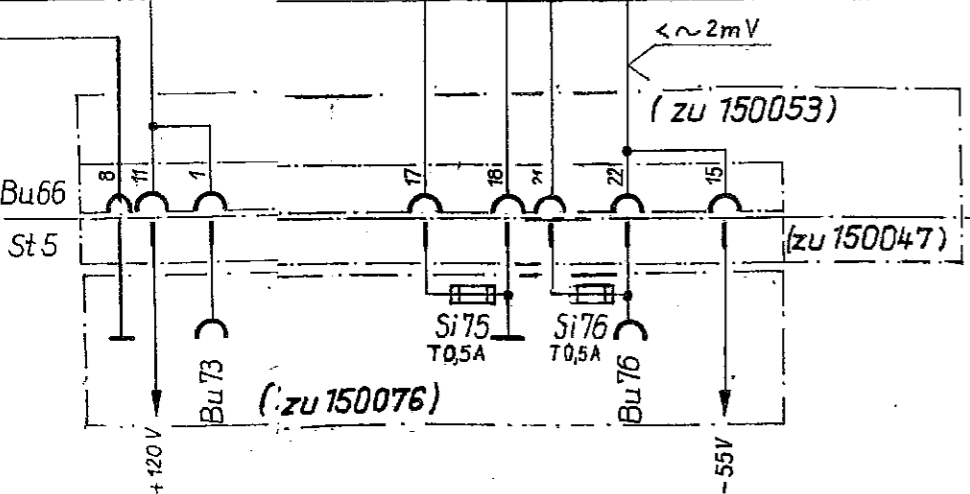 <~2mV
(zu 150053)
8 11 1 17 18 21 22 15
Bu66
St5
(zu 150047)
Si75
T0,5A
Si76
T0,5A
Bu73
Bu76
(zu 150076)
+120V
-55V